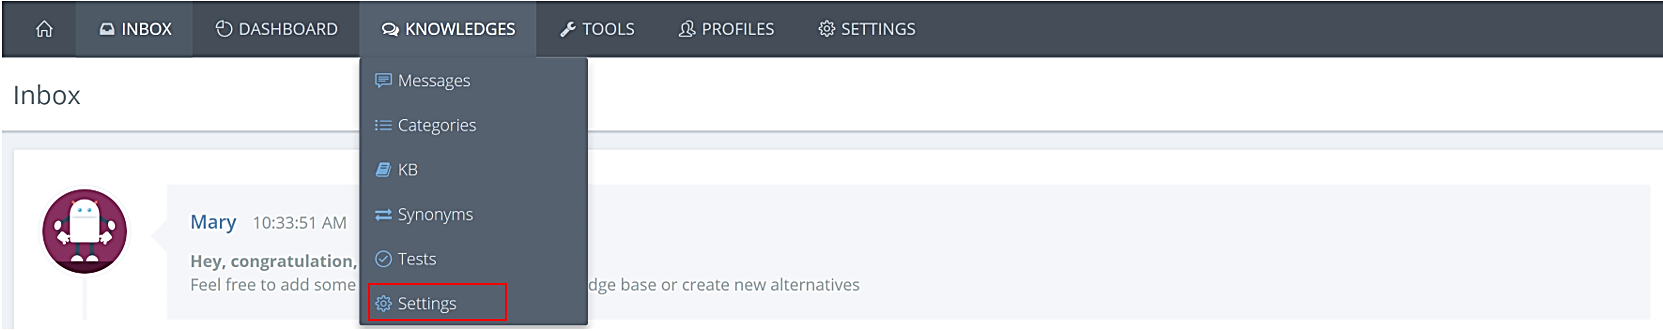 INBOX DASHBOARD KNOWLEDGES TOOLS PROFILES SETTINGS
Inbox
Messages
Categories
KB
Synonyms
Tests
Settings
Mary 10:33:51 AM
Hey, congratulation,
Feel free to add some dge base or create new alternatives